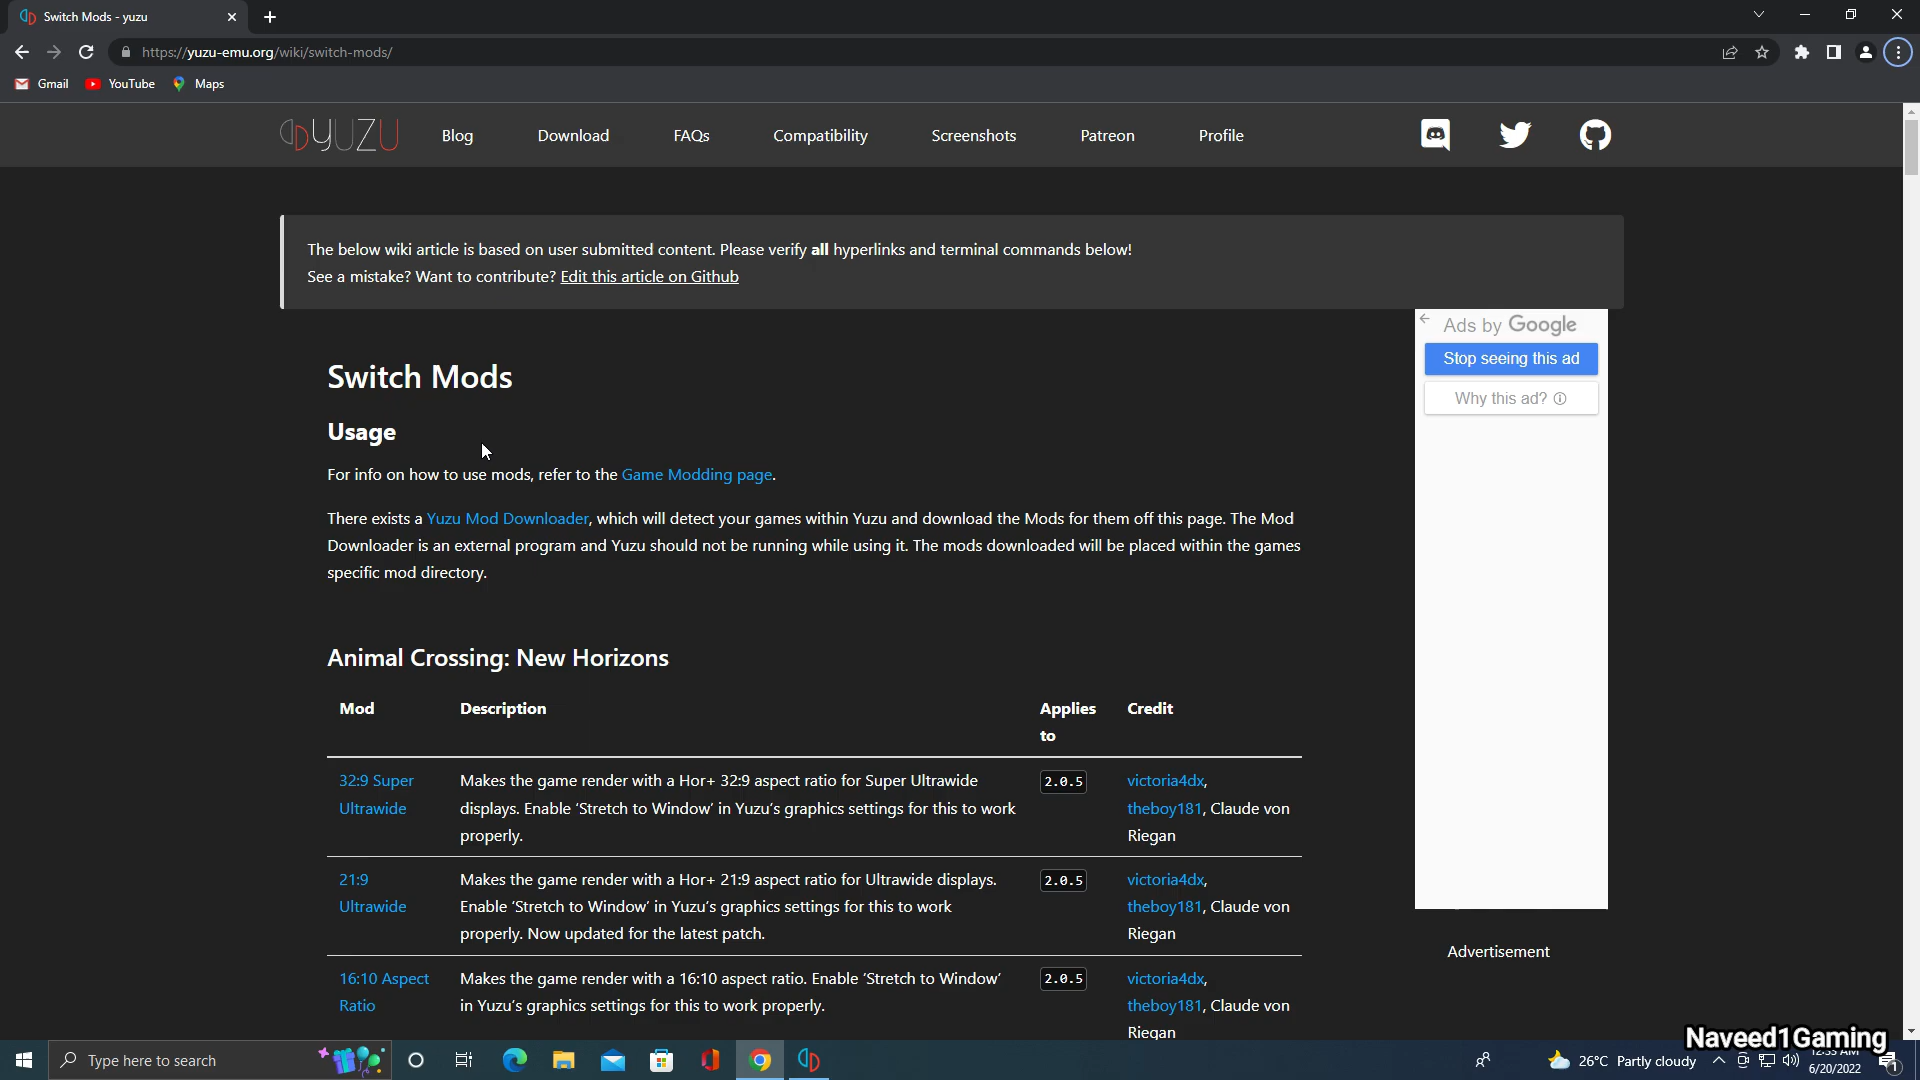 Switch Mods - yuzu
https://yuzu-emu.org/wiki/switch-mods/
Gmail YouTube Maps
YUZU Blog Download FAQs Compatibility Screenshots Patreon Profile
The below wiki article is based on user submitted content. Please verify all hyperlinks and terminal commands below!
See a mistake? Want to contribute? Edit this article on Github
Ads by Google
Stop seeing this ad
Why this ad?
Switch Mods
Usage
For info on how to use mods, refer to the Game Modding page.
There exists a Yuzu Mod Downloader, which will detect your games within Yuzu and download the Mods for them off this page. The Mod
Downloader is an external program and Yuzu should not be running while using it. The mods downloaded will be placed within the games
specific mod directory.
Animal Crossing: New Horizons
Mod Description Applies Credit
to
32:9 Super Makes the game render with a Hor+ 32:9 aspect ratio for Super Ultrawide 2.0.5 victoria4dx,
Ultrawide displays. Enable ‘Stretch to Window’ in Yuzu’s graphics settings for this to work theboy181, Claude von
properly. Riegan
21:9 Makes the game render with a Hor+ 21:9 aspect ratio for Ultrawide displays. 2.0.5 victoria4dx,
Ultrawide Enable ‘Stretch to Window’ in Yuzu’s graphics settings for this to work theboy181, Claude von
properly. Now updated for the latest patch. Riegan
16:10 Aspect Makes the game render with a 16:10 aspect ratio. Enable ‘Stretch to Window’ 2.0.5 victoria4dx,
Ratio in Yuzu’s graphics settings for this to work properly. theboy181, Claude von
Riegan
Advertisement
Naveed1Gaming
Type here to search
26°C Partly cloudy
12:33 AM
6/20/2022
1